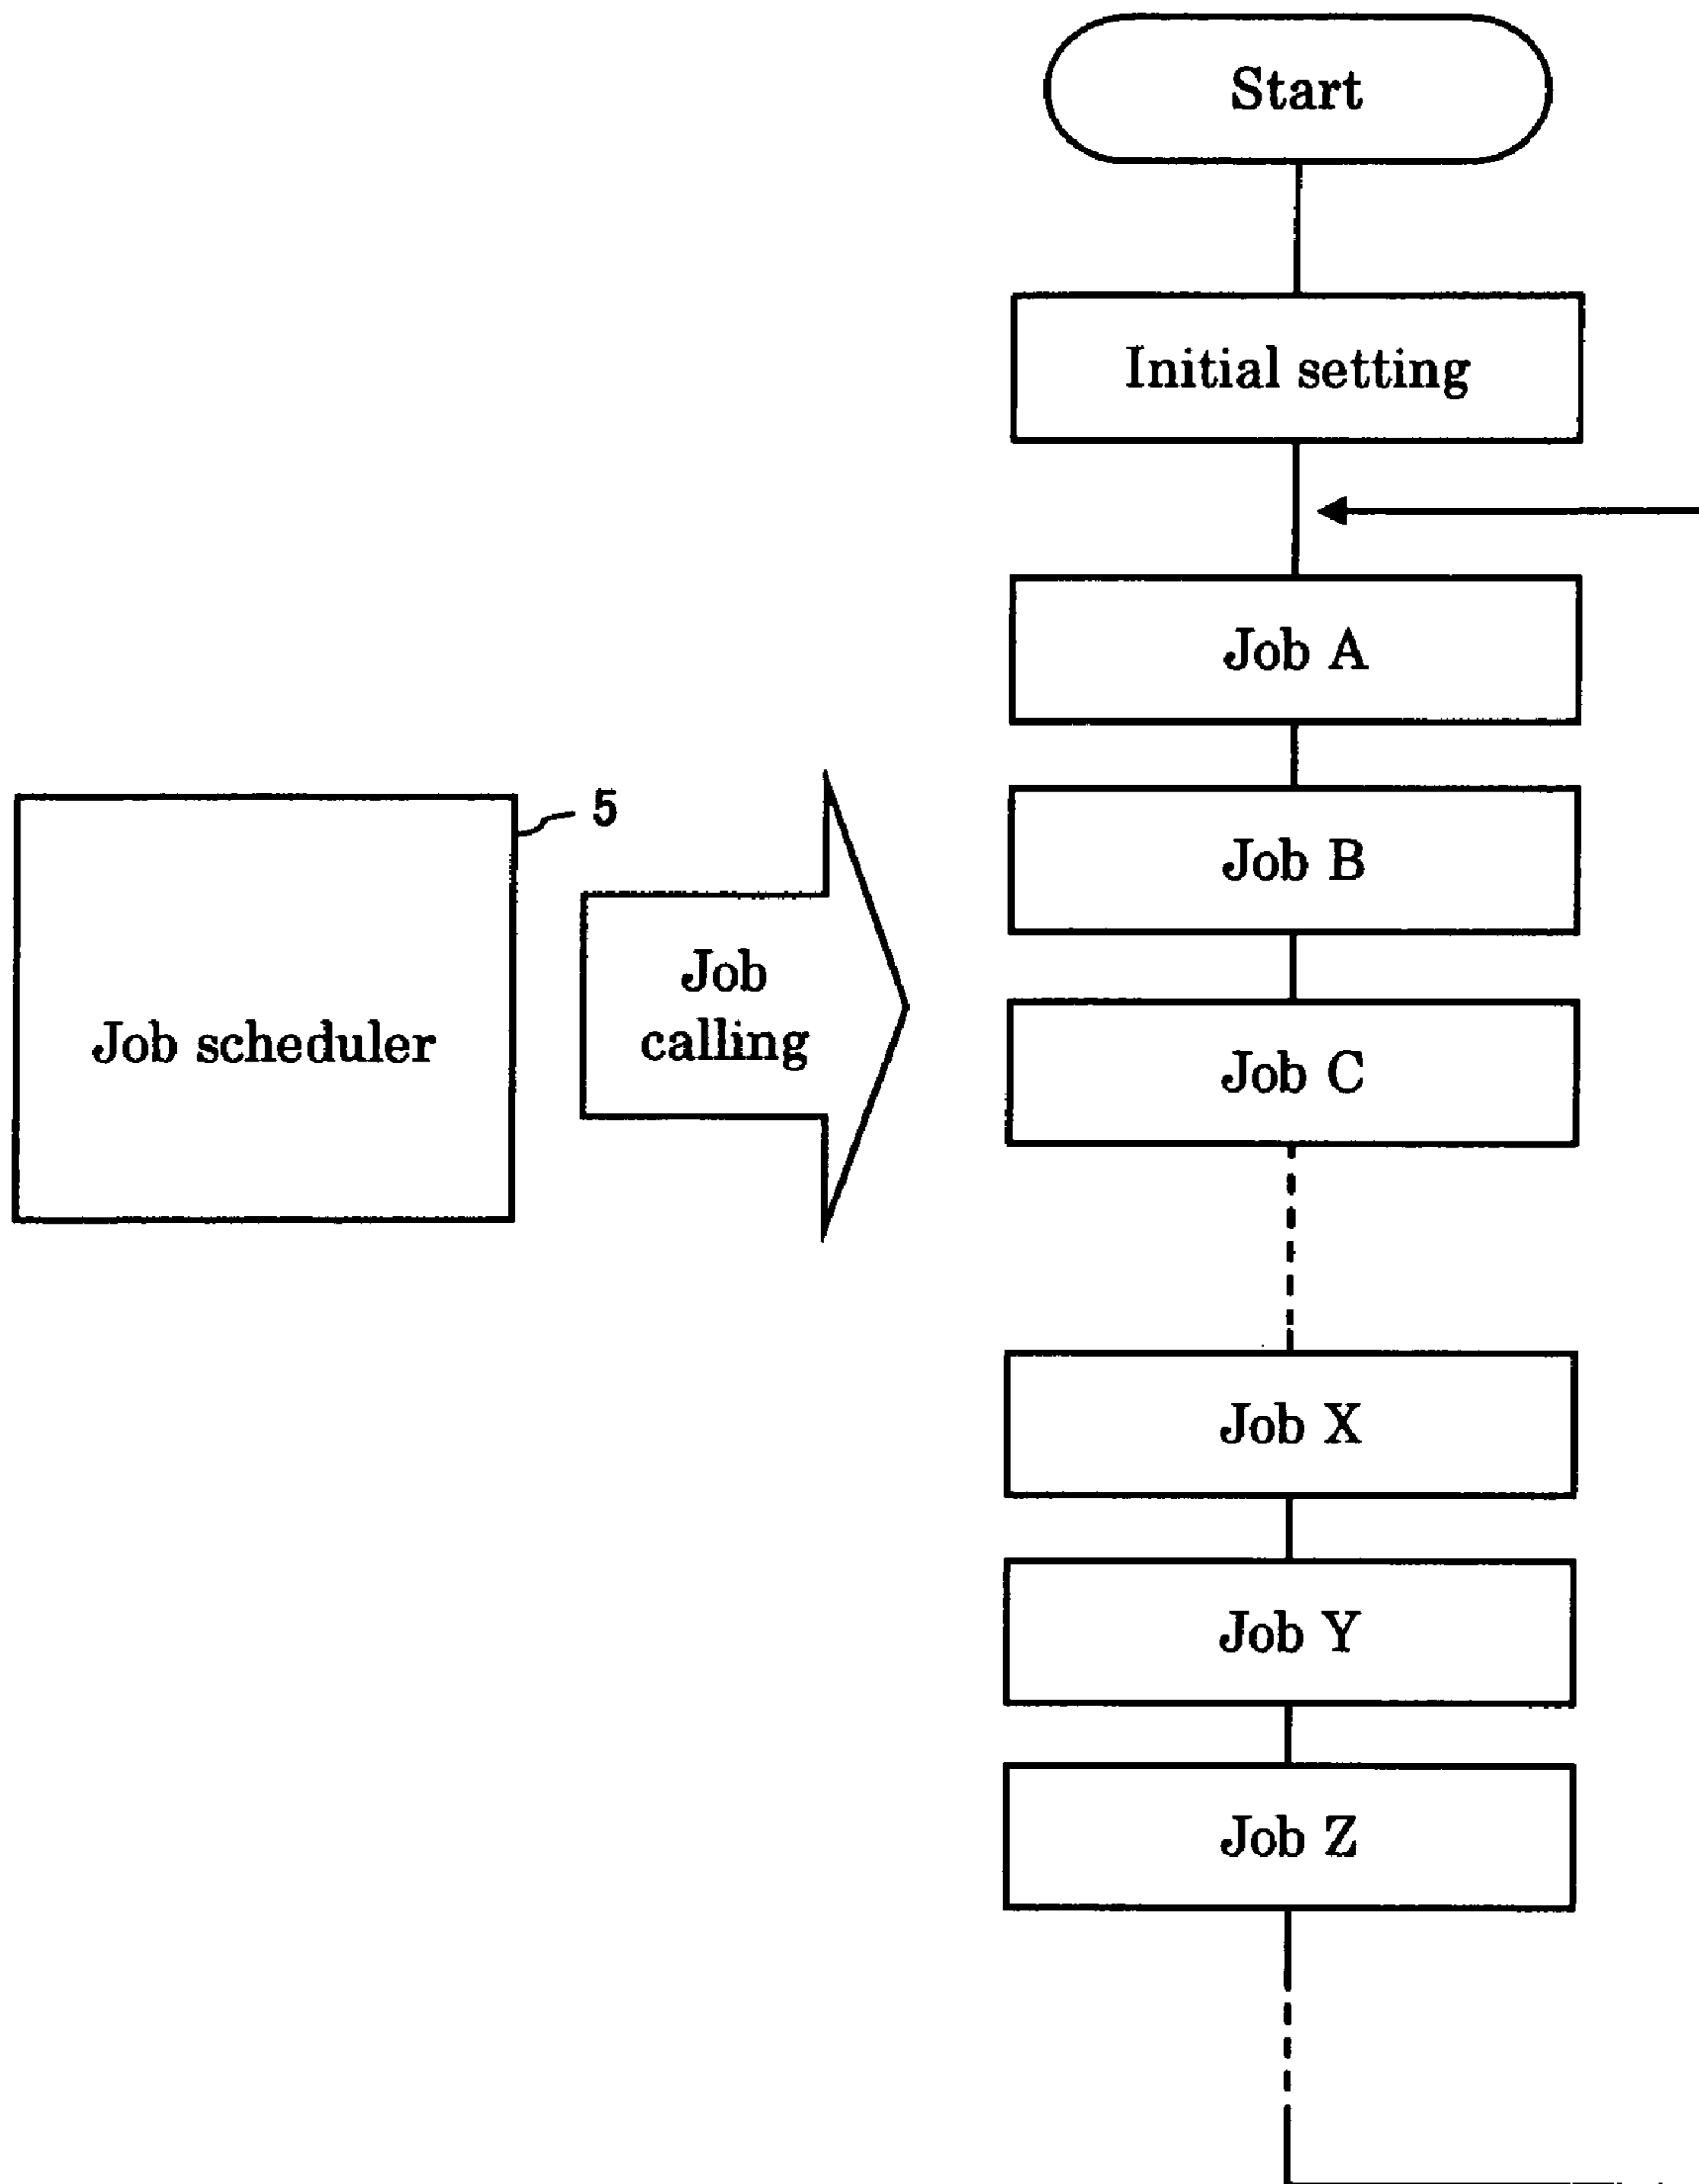 Start
Initial setting
Job A
Job B
Job C
5
Job scheduler
Job
calling
Job X
Job Y
Job Z